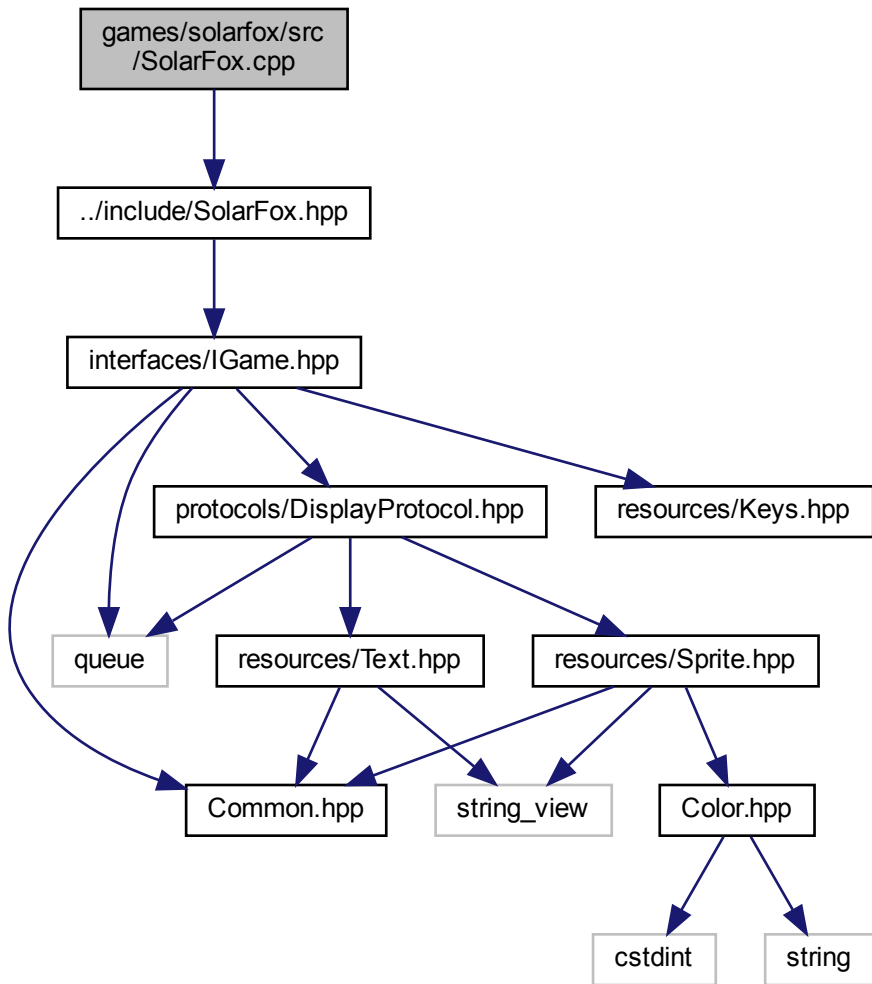 games/solarfox/src
/SolarFox.cpp
../include/SolarFox.hpp
interfaces/IGame.hpp
protocols/DisplayProtocol.hpp
resources/Keys.hpp
queue
resources/Text.hpp
resources/Sprite.hpp
Common.hpp
string_view
Color.hpp
cstdint
string